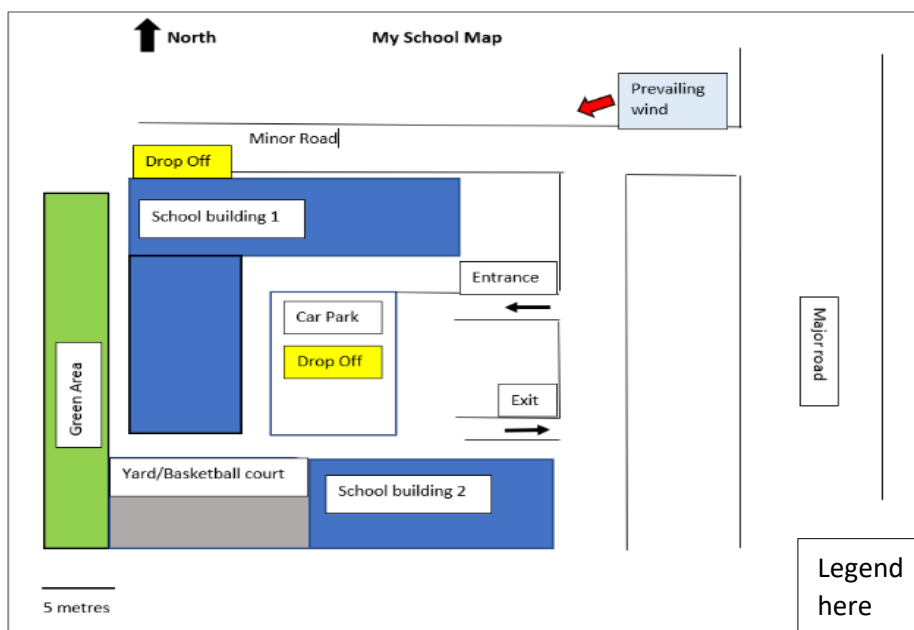 North
My School Map
Prevailing
wind
Minor Road
Drop Off
School building 1
Entrance
Car Park
Drop Off
Major road
Green Area
Exit
Yard/Basketball court
School building 2
Legend
here
5 metres